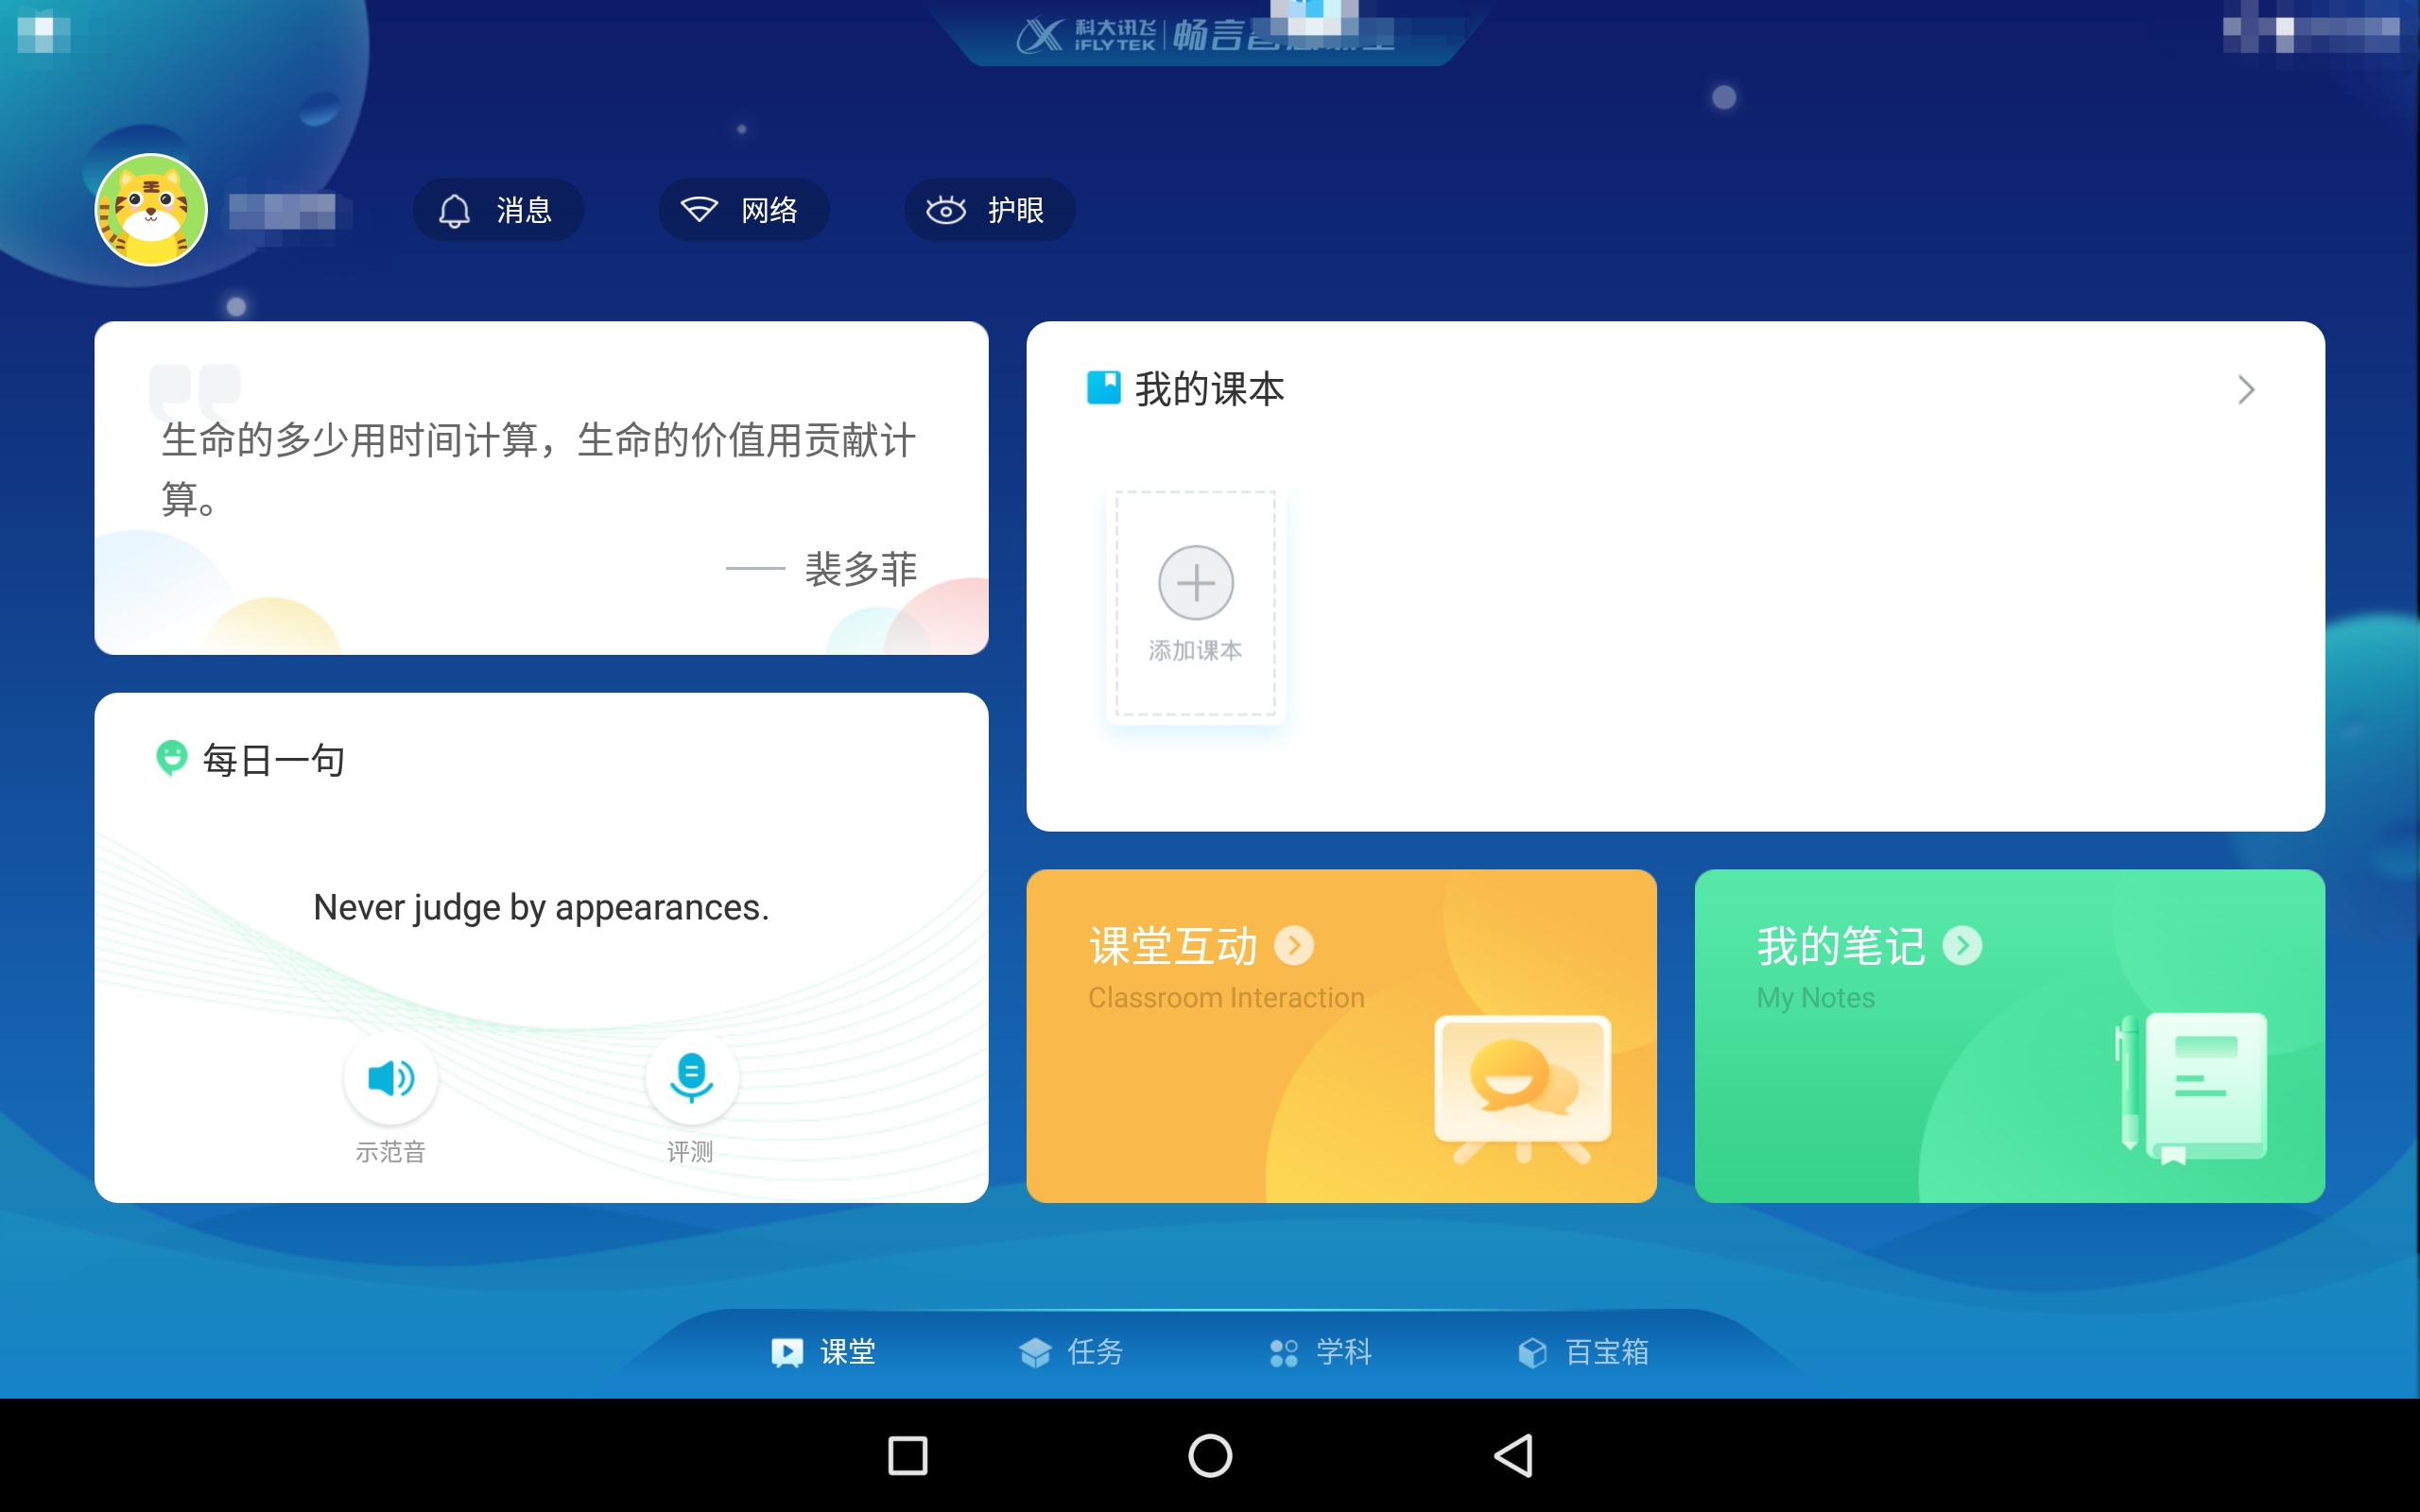 科大讯飞
iFLYTEK
畅言
消息
网络
护眼
生命的多少用时间计算，生命的价值用贡献计
算。
—— 裴多菲
我的课本
添加课本
每日一句
Never judge by appearances.
示范音
评测
课堂互动
Classroom Interaction
我的笔记
My Notes
课堂
任务
学科
百宝箱